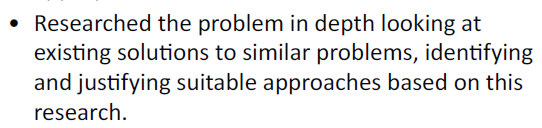 • Researched the problem in depth looking at
existing solutions to similar problems, identifying
and justifying suitable approaches based on this
research.